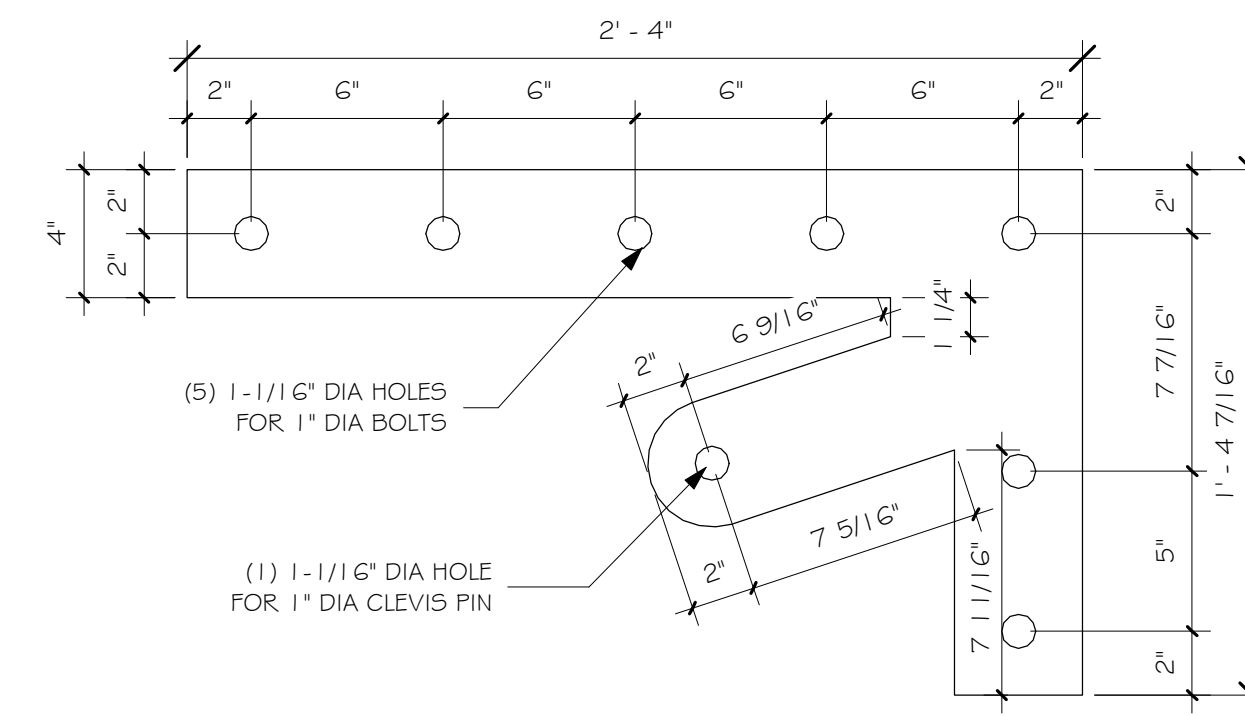 2' - 4"
2" 6" 6" 6" 6" 2"
4"
2"
2"
2"
1 1/4"
6 9/16"
2"
7 7/16"
1' - 4 7/16"
(5) 1-1/16" DIA HOLES
FOR 1" DIA BOLTS
7 5/16"
2"
7 11/16"
5"
2"
(1) 1-1/16" DIA HOLE
FOR 1" DIA CLEVIS PIN